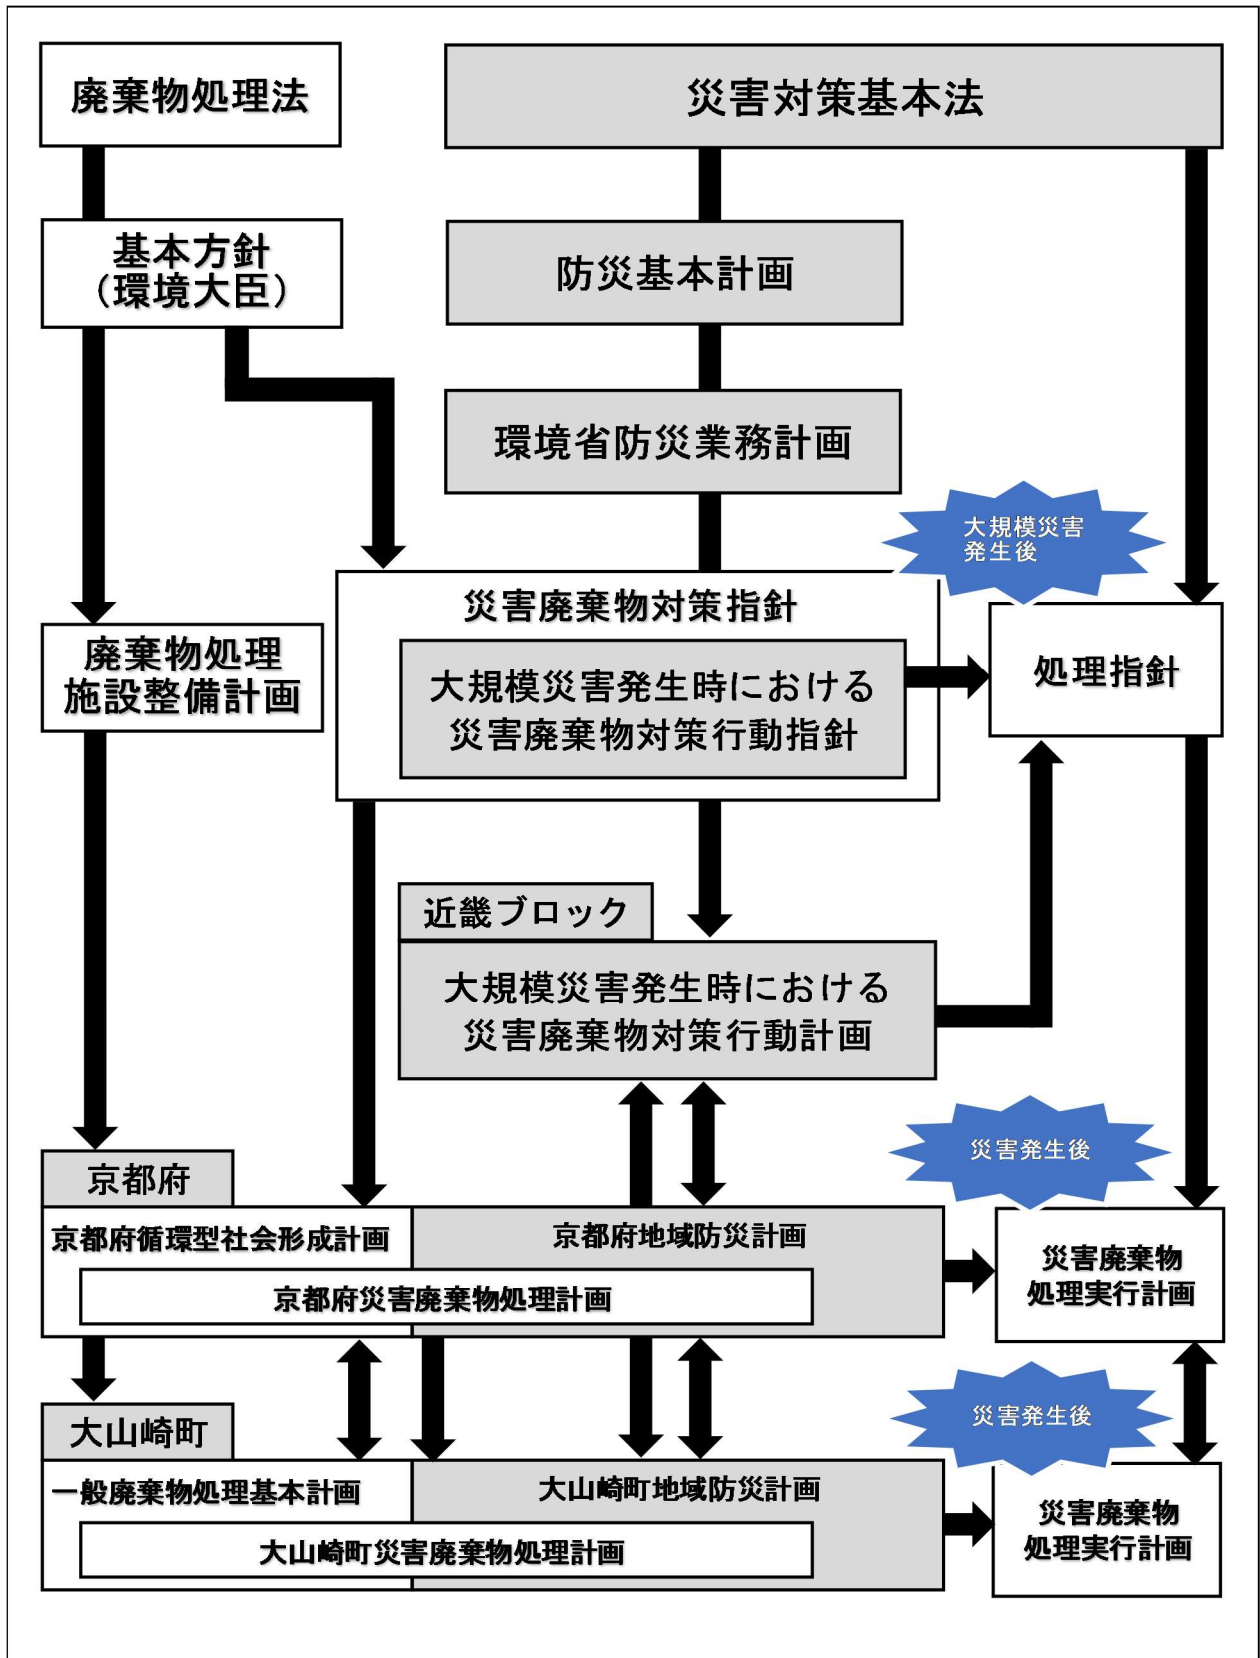 廃棄物処理法
災害対策基本法
基本方針
（環境大臣）
防災基本計画
環境省防災業務計画
大規模災害
発生後
災害廃棄物対策指針
大規模災害発生時における
災害廃棄物対策行動指針
処理指針
廃棄物処理
施設整備計画
近畿ブロック
大規模災害発生時における
災害廃棄物対策行動計画
災害発生後
京都府
京都府循環型社会形成計画
京都府地域防災計画
京都府災害廃棄物処理計画
災害廃棄物
処理実行計画
災害発生後
大山崎町
一般廃棄物処理基本計画
大山崎町地域防災計画
大山崎町災害廃棄物処理計画
災害廃棄物
処理実行計画